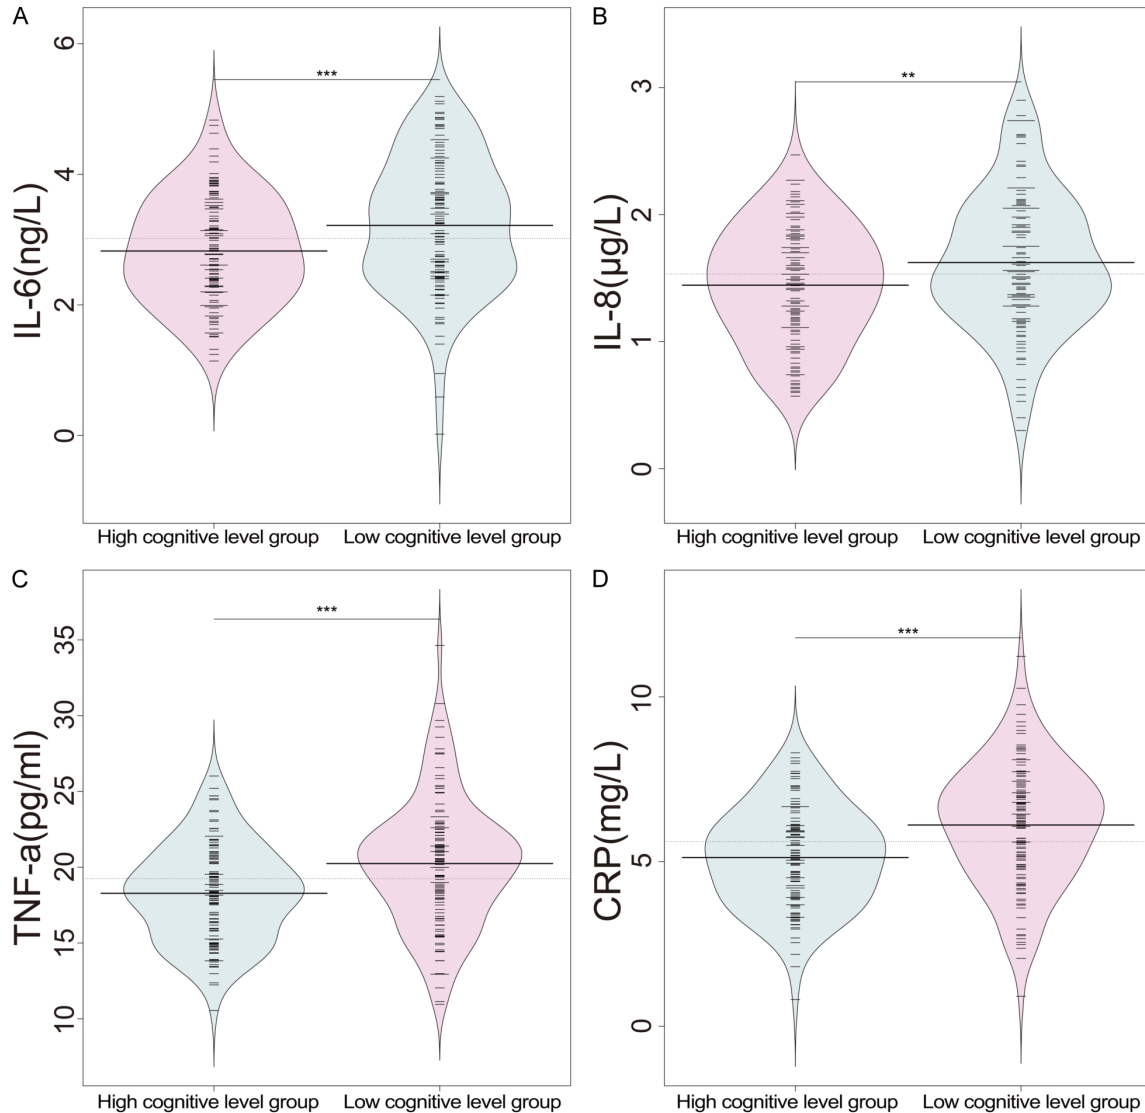 A
IL-6(ng/L)
6
4
2
0
***
High cognitive level group
Low cognitive level group
B
IL-8(µg/L)
3
2
1
0
**
High cognitive level group
Low cognitive level group
C
TNF-a(pg/ml)
35
30
25
20
15
10
***
High cognitive level group
Low cognitive level group
D
CRP(mg/L)
10
5
0
***
High cognitive level group
Low cognitive level group